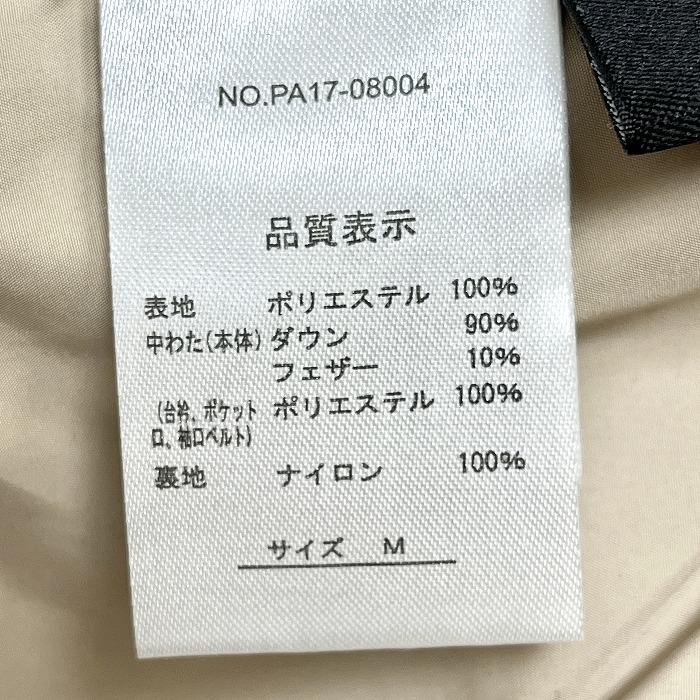 NO.PA17-08004
品質表示
表地 ポリエステル 100%
中わた(本体) ダウン 90%
フェザー 10%
(台衿、ポケット ポリエステル 100%
口、袖口ベルト)
裏地 ナイロン 100%
サイズ M